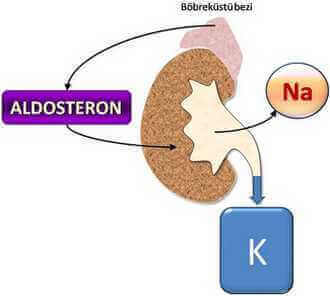 Böbreküstü bezi
ALDOSTERON
Na
K